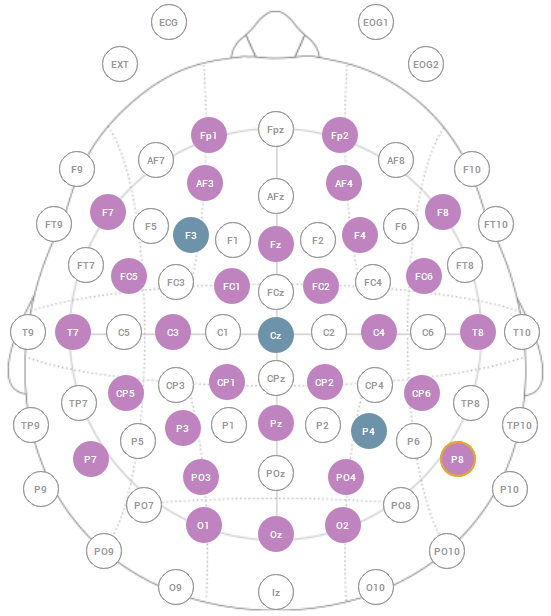 ECG EOG1
EXT EOG2
Fp1 Fpz Fp2
AF7 AF8
F9 AF3 AFz AF4 F10
F7 F8
FT9 F5 F3 F1 Fz F2 F4 F6 FT10
FT7 FT8
FC5 FC3 FC1 FCz FC2 FC4 FC6
T9 T7 C5 C3 C1 Cz C2 C4 C6 T8 T10
CP5 CP3 CP1 CPz CP2 CP4 CP6
TP7 TP8
TP9 P5 P3 P1 Pz P2 P4 P6 TP10
P7 P8
P9 PO3 POz PO4 P10
PO7 PO8
O1 Oz O2
PO9 PO10
O9 Iz O10